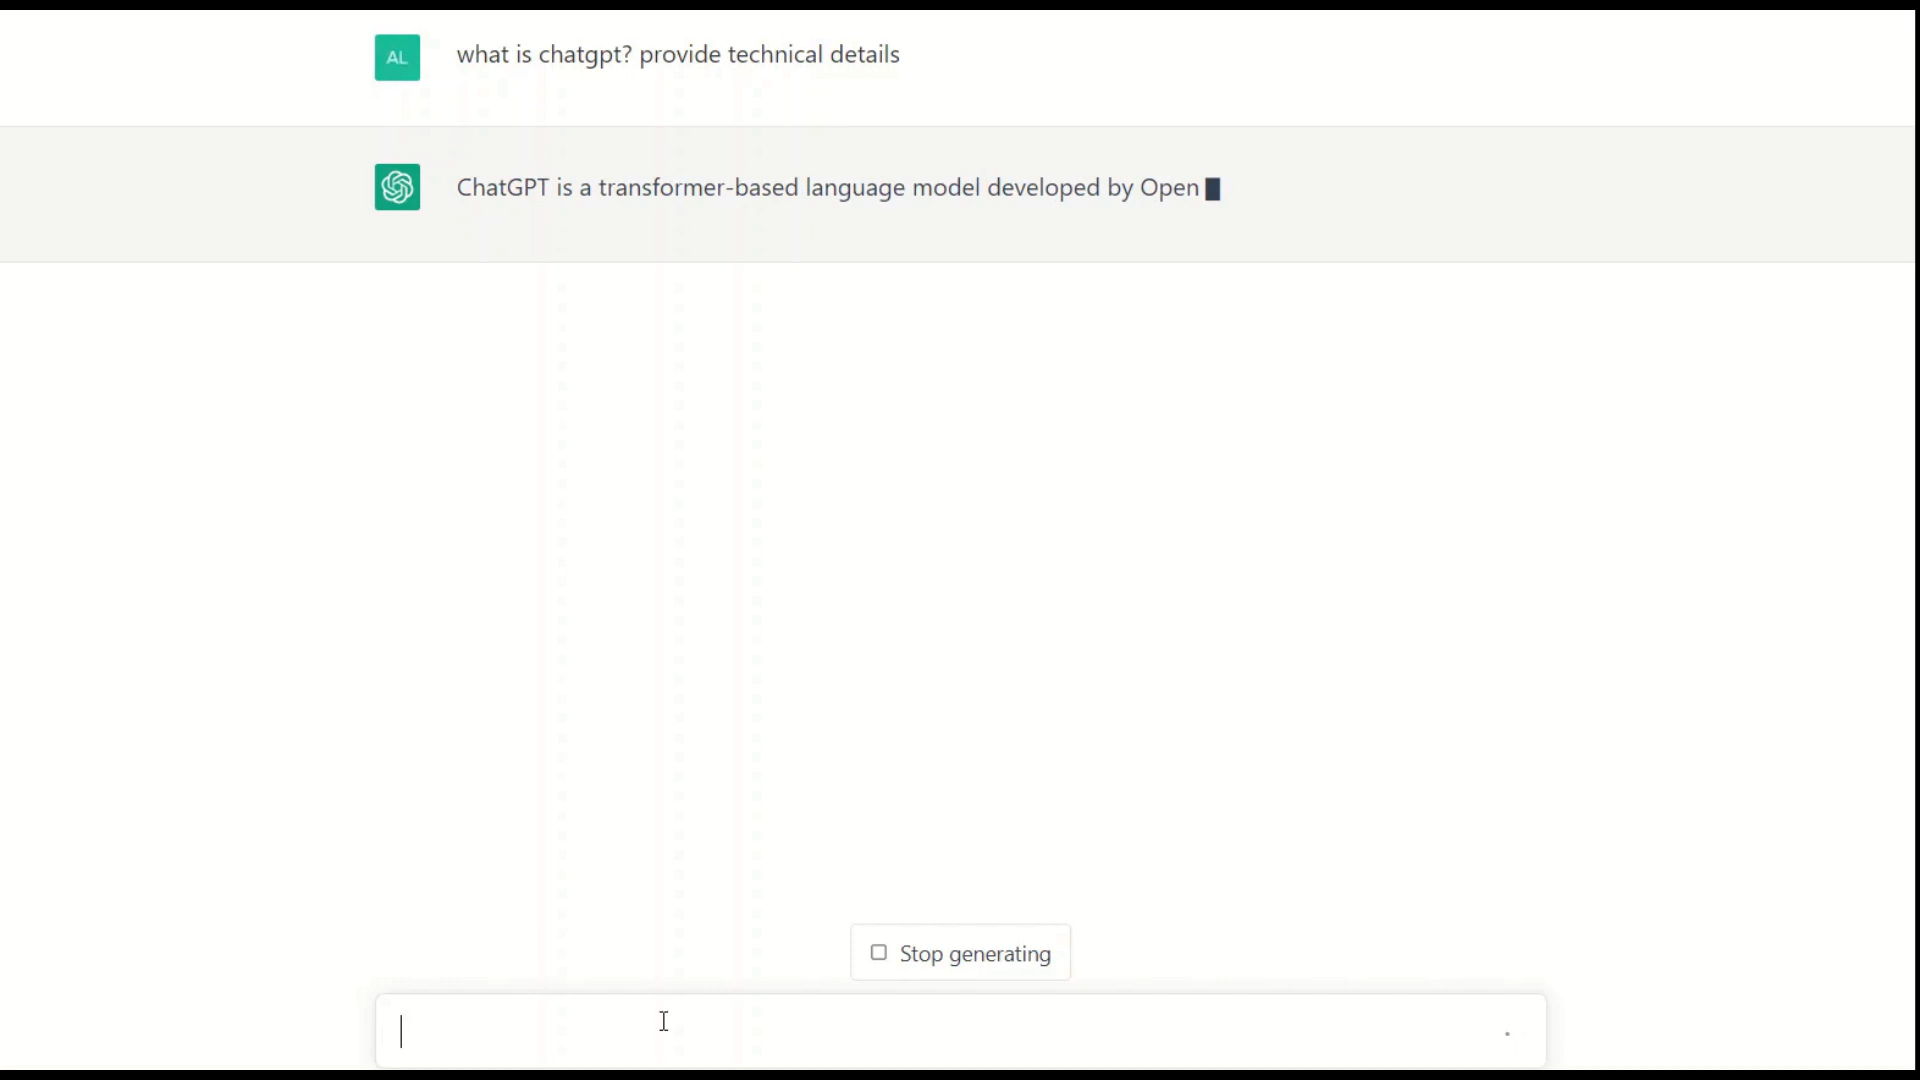 AL
what is chatgpt? provide technical details
ChatGPT is a transformer-based language model developed by Open
Stop generating